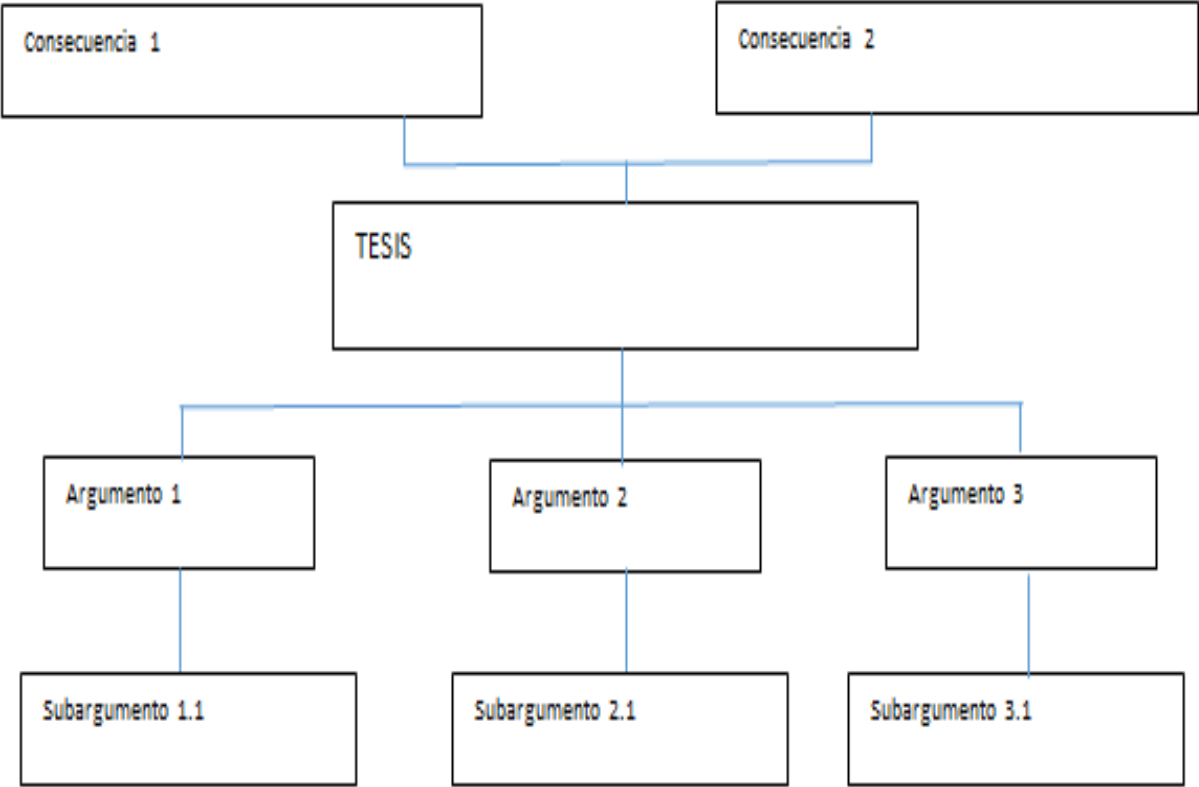 Consecuencia 1
Consecuencia 2
TESIS
Argumento 1
Argumento 2
Argumento 3
Subargumento 1.1
Subargumento 2.1
Subargumento 3.1